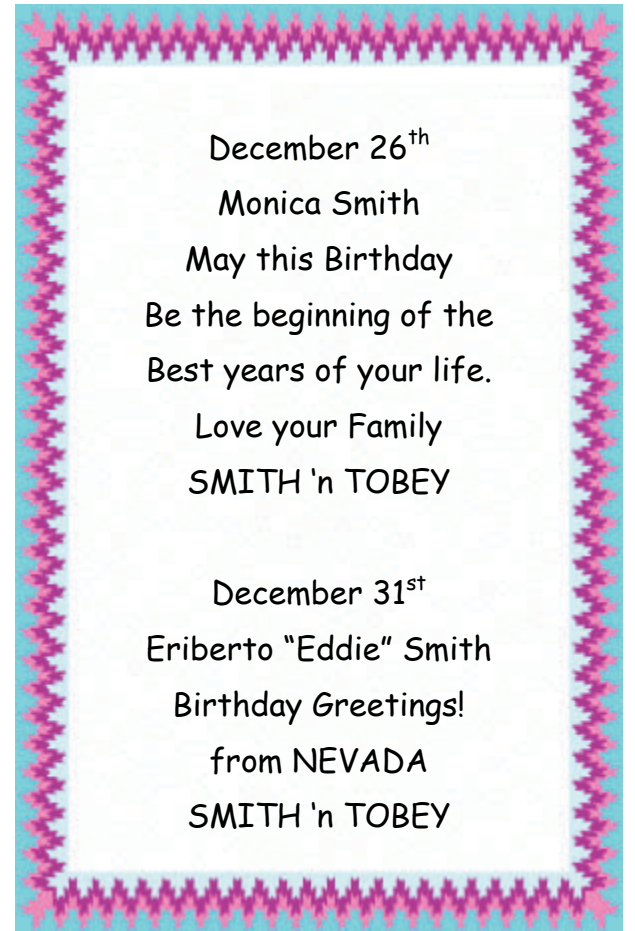 December 26th
Monica Smith
May this Birthday
Be the beginning of the
Best years of your life.
Love your Family
SMITH ‘n TOBEY
December 31st
Eriberto “Eddie” Smith
Birthday Greetings!
from NEVADA
SMITH ‘n TOBEY